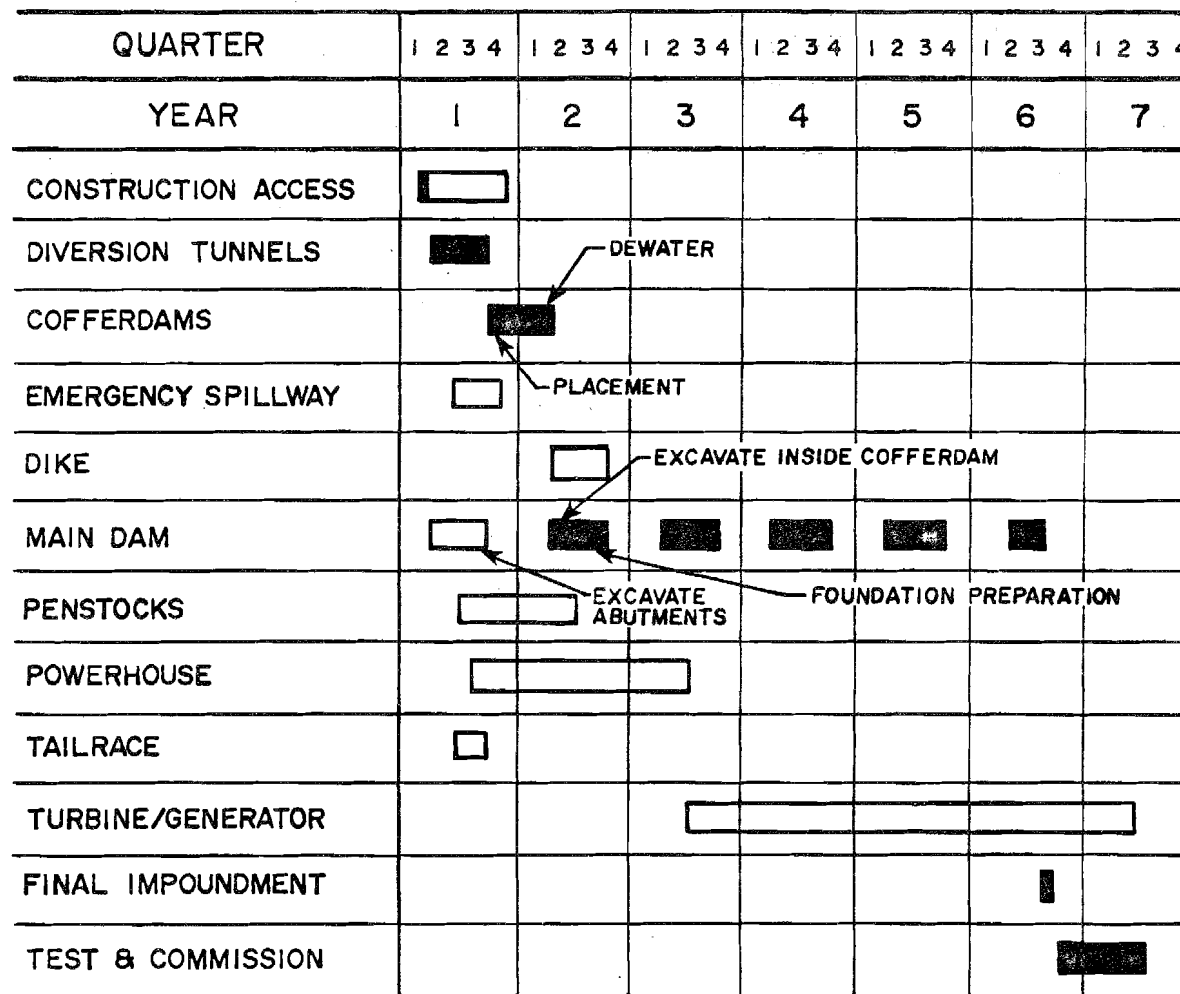 QUARTER 1 2 3 4 1 2 3 4 1 2 3 4 1 2 3 4 1 2 3 4 1 2 3 4 1 2 3 4
YEAR 1 2 3 4 5 6 7
CONSTRUCTION ACCESS
DIVERSION TUNNELS
DEWATER
COFFERDAMS
PLACEMENT
EMERGENCY SPILLWAY
DIKE
EXCAVATE INSIDE COFFERDAM
MAIN DAM
EXCAVATE
ABUTMENTS
FOUNDATION PREPARATION
PENSTOCKS
POWERHOUSE
TAILRACE
TURBINE/GENERATOR
FINAL IMPOUNDMENT
TEST & COMMISSION